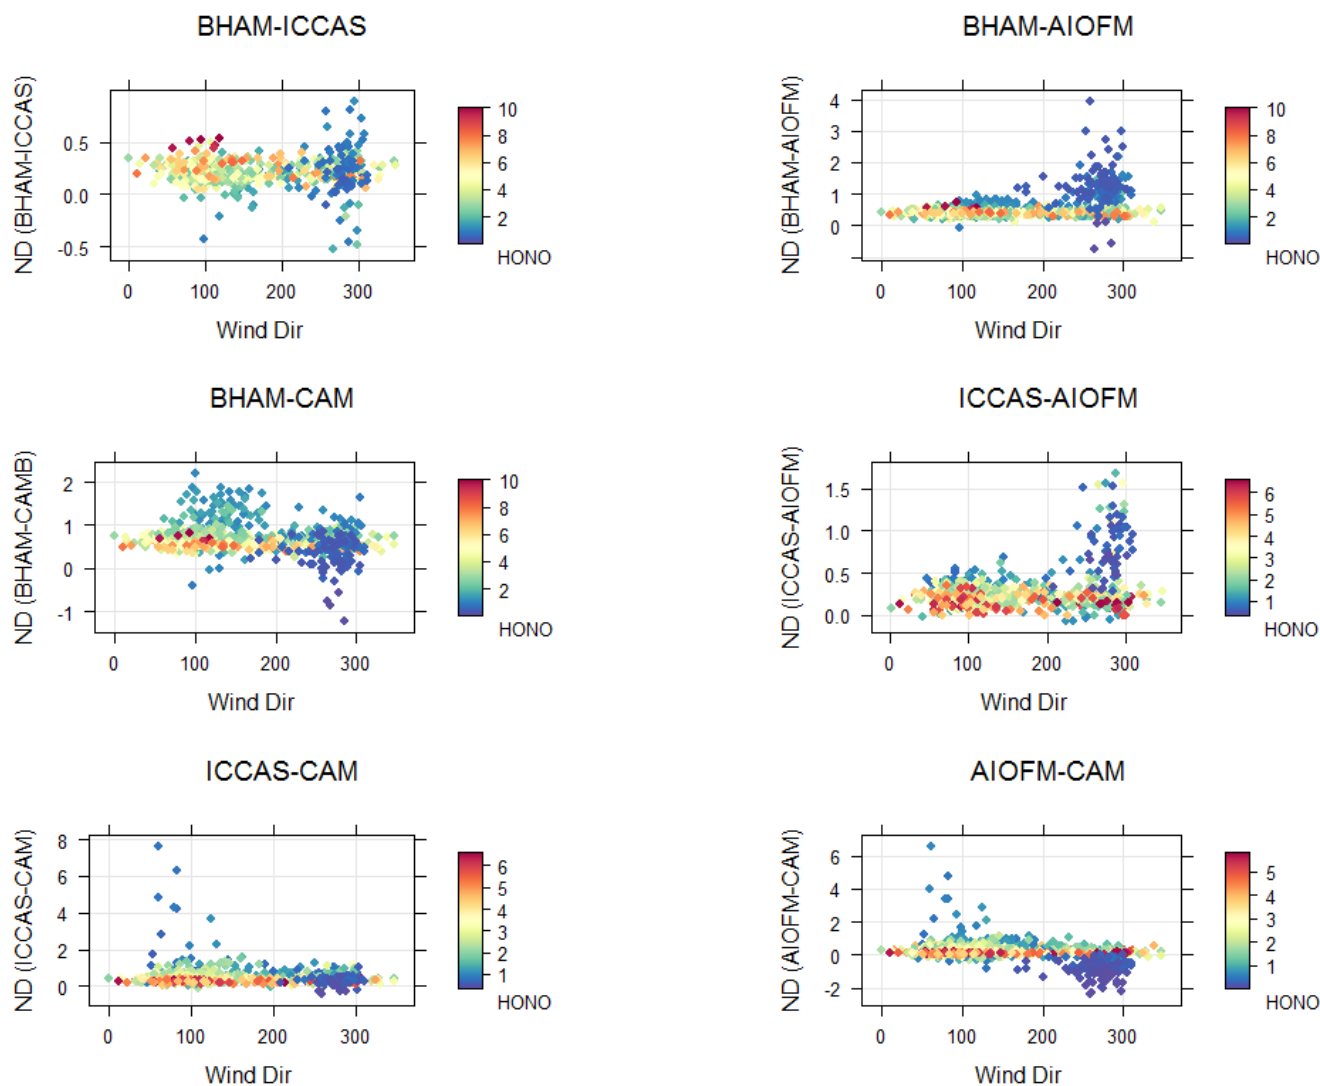 BHAM-ICCAS
ND (BHAM-ICCAS)
0.5
0.0
-0.5
0 100 200 300
Wind Dir
10
8
6
4
2
HONO
BHAM-AIOFM
ND (BHAM-AIOFM)
4
3
2
1
0
0 100 200 300
Wind Dir
10
8
6
4
2
HONO
BHAM-CAM
ND (BHAM-CAMB)
2
1
0
-1
0 100 200 300
Wind Dir
10
8
6
4
2
HONO
ICCAS-AIOFM
ND (ICCAS-AIOFM)
1.5
1.0
0.5
0.0
0 100 200 300
Wind Dir
6
5
4
3
2
1
HONO
ICCAS-CAM
ND (ICCAS-CAM)
8
6
4
2
0
0 100 200 300
Wind Dir
6
5
4
3
2
1
HONO
AIOFM-CAM
ND (AIOFM-CAM)
6
4
2
0
-2
0 100 200 300
Wind Dir
5
4
3
2
1
HONO